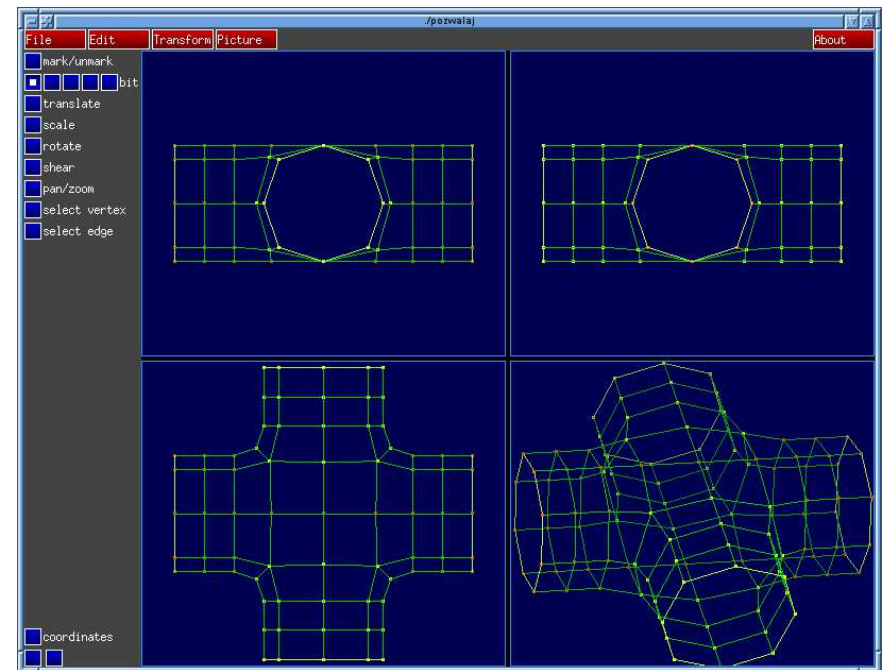 ./pozwalaj
File Edit Transform Picture About
mark/unmark
bit
translate
scale
rotate
shear
pan/zoom
select vertex
select edge
coordinates